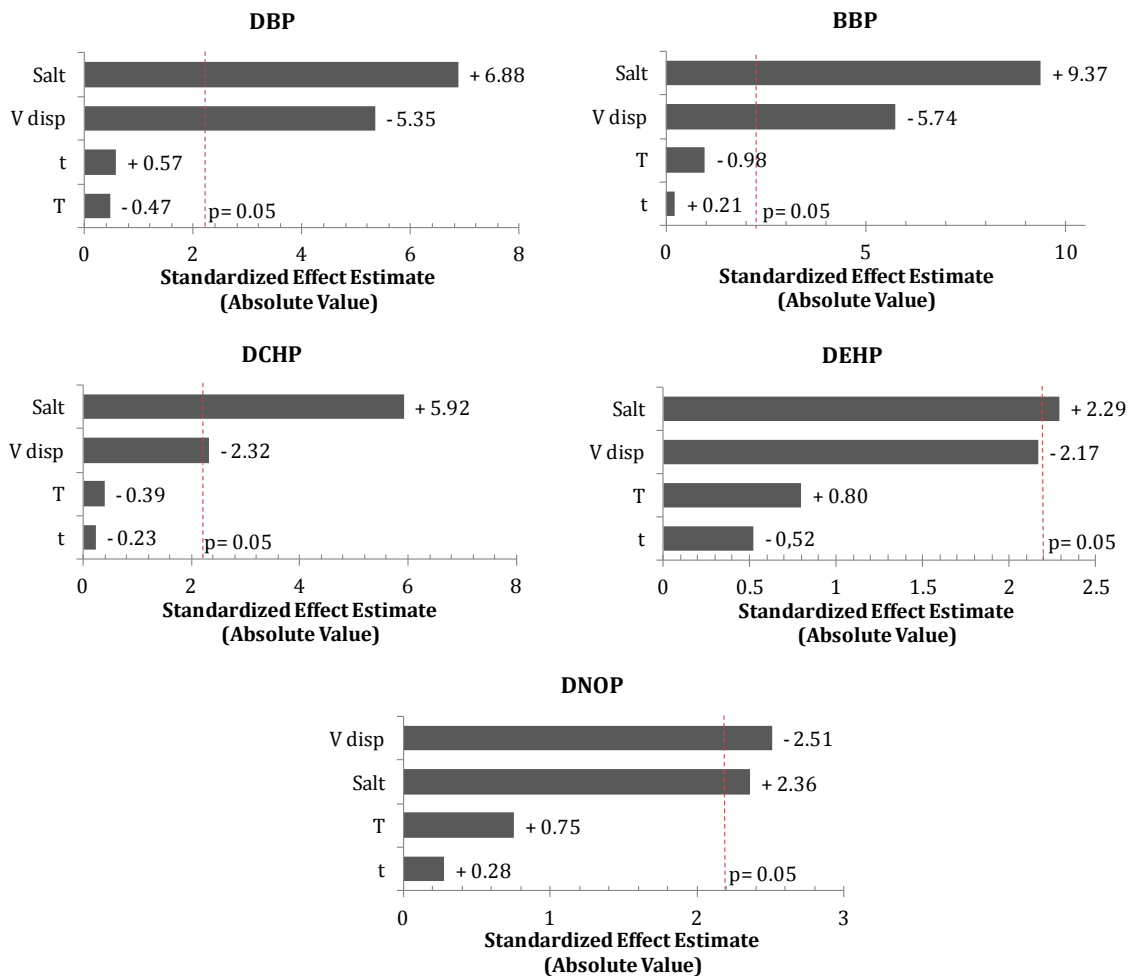 DBP
Salt
+ 6.88
V disp
- 5.35
t
+ 0.57
T
- 0.47
p= 0.05
0 2 4 6 8
Standardized Effect Estimate
(Absolute Value)
BBP
Salt
+ 9.37
V disp
- 5.74
T
- 0.98
t
+ 0.21
p= 0.05
0 5 10
Standardized Effect Estimate
(Absolute Value)
DCHP
Salt
+ 5.92
V disp
- 2.32
T
- 0.39
t
- 0.23
p= 0.05
0 2 4 6 8
Standardized Effect Estimate
(Absolute Value)
DEHP
Salt
+ 2.29
V disp
- 2.17
T
+ 0.80
t
- 0,52
p= 0.05
0 0.5 1 1.5 2 2.5
Standardized Effect Estimate
(Absolute Value)
DNOP
V disp
- 2.51
Salt
+ 2.36
T
+ 0.75
t
+ 0.28
p= 0.05
0 1 2 3
Standardized Effect Estimate
(Absolute Value)